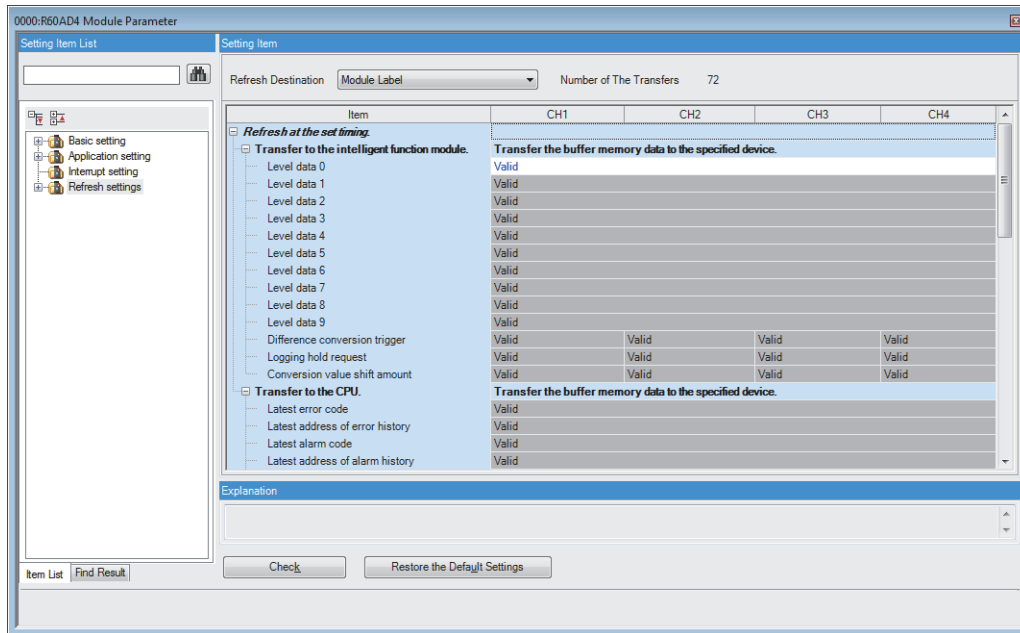 0000:R60AD4 Module Parameter
Setting Item List
Setting Item
Refresh Destination Module Label Number of The Transfers 72
Item CH1 CH2 CH3 CH4
Refresh at the set timing.
Transfer to the intelligent function module. Transfer the buffer memory data to the specified device.
Level data 0 Valid
Level data 1 Valid
Level data 2 Valid
Level data 3 Valid
Level data 4 Valid
Level data 5 Valid
Level data 6 Valid
Level data 7 Valid
Level data 8 Valid
Level data 9 Valid
Difference conversion trigger Valid Valid Valid Valid
Logging hold request Valid Valid Valid Valid
Conversion value shift amount Valid Valid Valid Valid
Transfer to the CPU. Transfer the buffer memory data to the specified device.
Latest error code Valid
Latest address of error history Valid
Latest alarm code Valid
Latest address of alarm history Valid
Basic setting
Application setting
Interrupt setting
Refresh settings
Explanation
Check Restore the Default Settings
Item List Find Result